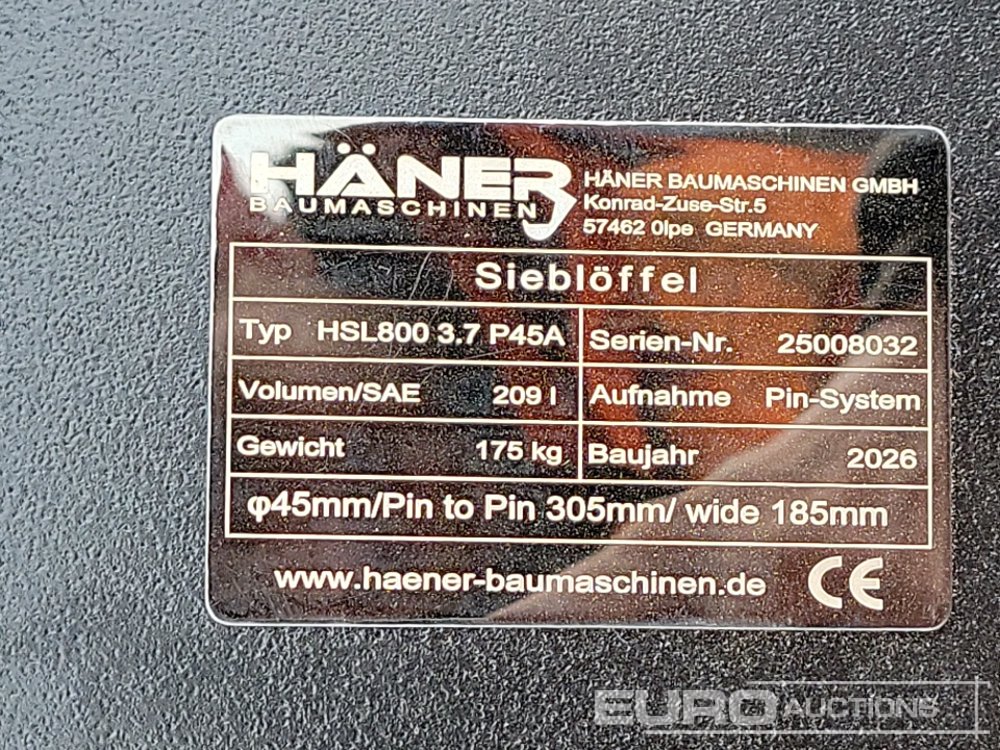 HÄNER
BAUMASCHINEN
HÄNER BAUMASCHINEN GMBH
Konrad-Zuse-Str.5
57462 Olpe GERMANY
Sieblöffel
Typ HSL800 3.7 P45A
Serien-Nr. 25008032
Volumen/SAE 209 l
Aufnahme Pin-System
Gewicht 175 kg
Baujahr 2026
φ45mm/Pin to Pin 305mm/ wide 185mm
www.haener-baumaschinen.de
CE
EURO AUCTIONS